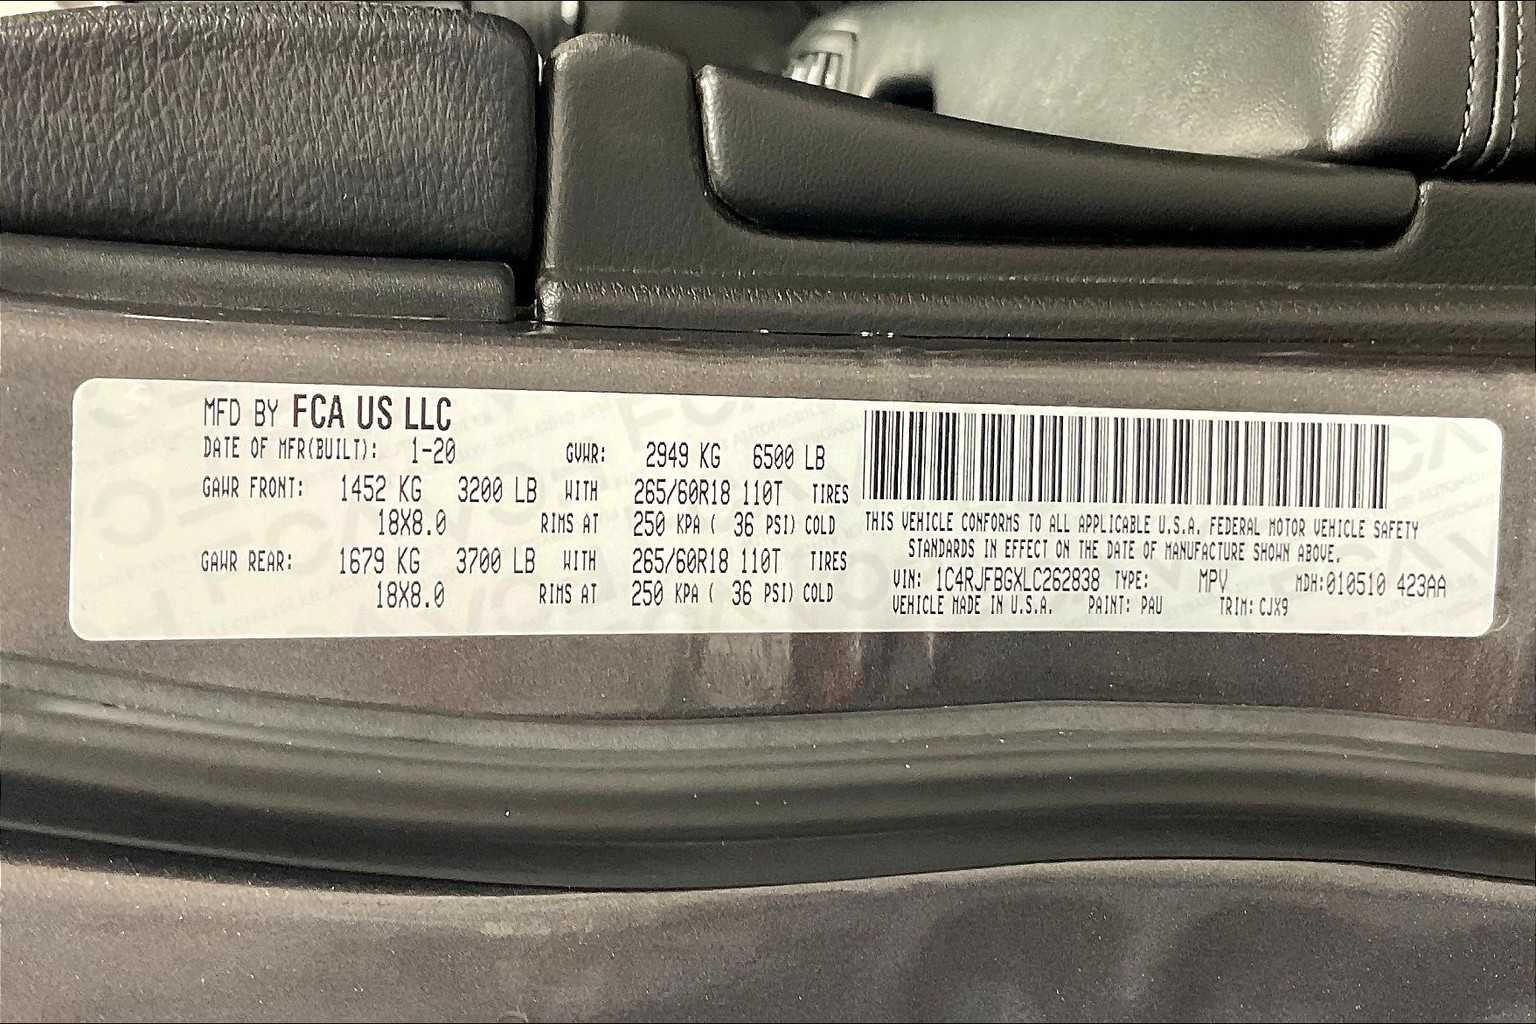 MFD BY FCA US LLC
DATE OF MFR(BUILT): 1-20 GVWR: 2949 KG 6500 LB
GAWR FRONT: 1452 KG 3200 LB WITH 265/60R18 110T TIRES
18X8.0 RIMS AT 250 KPA ( 36 PSI) COLD
GAWR REAR: 1679 KG 3700 LB WITH 265/60R18 110T TIRES
18X8.0 RIMS AT 250 KPA ( 36 PSI) COLD
THIS VEHICLE CONFORMS TO ALL APPLICABLE U.S.A. FEDERAL MOTOR VEHICLE SAFETY
STANDARDS IN EFFECT ON THE DATE OF MANUFACTURE SHOWN ABOVE.
VIN: 1C4RJFBGXLC262838 TYPE: MPV MDH:010510 423AA
VEHICLE MADE IN U.S.A. PAINT: PAU TRIM: CJX9